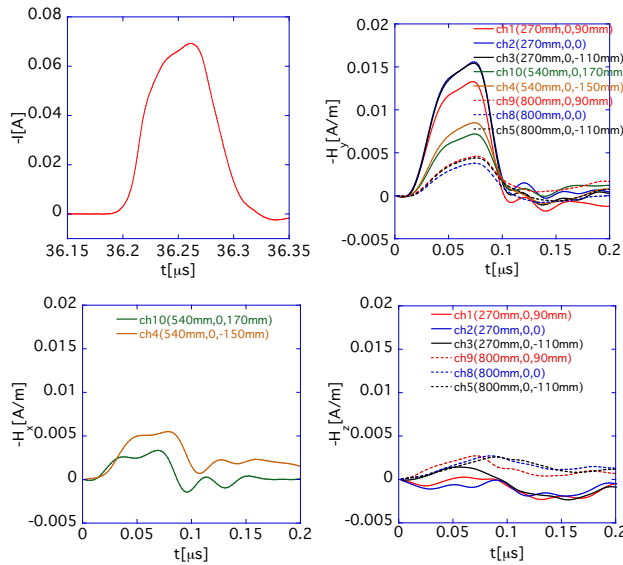 0.08
0.06
0.04
0.02
0
-I[A]
36.15 36.2 36.25 36.3 36.35
t[μs]
0.02
0.015
0.01
0.005
0
-0.005
-Hy[A/m]
ch1(270mm,0,90mm)
ch2(270mm,0,0)
ch3(270mm,0,-110mm)
ch10(540mm,0,170mm)
ch4(540mm,0,-150mm)
ch9(800mm,0,90mm)
ch8(800mm,0,0)
ch5(800mm,0,-110mm)
0 0.05 0.1 0.15 0.2
t[μs]
0.02
0.015
0.01
0.005
0
-0.005
-Hx[A/m]
ch10(540mm,0,170mm)
ch4(540mm,0,-150mm)
0 0.05 0.1 0.15 0.2
t[μs]
0.02
0.015
0.01
0.005
0
-0.005
-Hz[A/m]
ch1(270mm,0,90mm)
ch2(270mm,0,0)
ch3(270mm,0,-110mm)
ch9(800mm,0,90mm)
ch8(800mm,0,0)
ch5(800mm,0,-110mm)
0 0.05 0.1 0.15 0.2
t[μs]